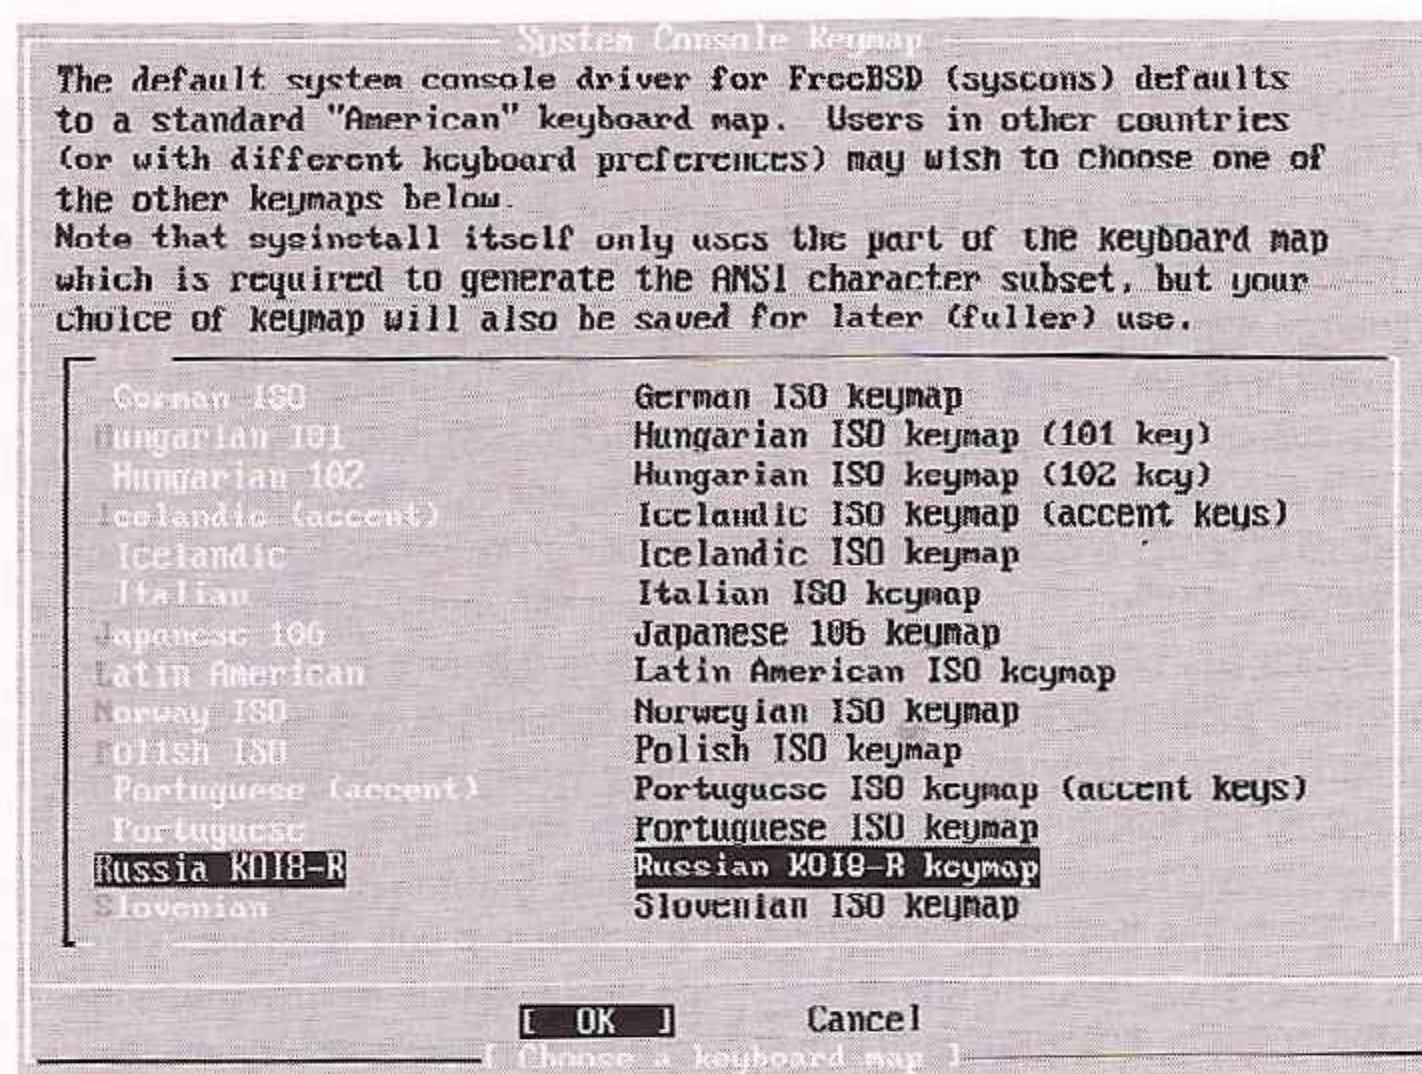 System Console Keymap
The default system console driver for FreeBSD (syscons) defaults
to a standard "American" keyboard map. Users in other countries
(or with different keyboard preferences) may wish to choose one of
the other keymaps below.
Note that sysinstall itself only uses the part of the keyboard map
which is required to generate the ANSI character subset, but your
choice of keymap will also be saved for later (fuller) use.
German ISO German ISO keymap
Hungarian 101 Hungarian ISO keymap (101 key)
Hungarian 102 Hungarian ISO keymap (102 key)
Icelandic (accent) Icelandic ISO keymap (accent keys)
Icelandic Icelandic ISO keymap
Italian Italian ISO keymap
Japanese 106 Japanese 106 keymap
Latin American Latin American ISO keymap
Norway ISO Norwegian ISO keymap
Polish ISO Polish ISO keymap
Portuguese (accent) Portuguese ISO keymap (accent keys)
Portuguese Portuguese ISO keymap
Russia KOI8-R Russian KOI8-R keymap
Slovenian Slovenian ISO keymap
[ OK ] Cancel
[ Choose a keyboard map ]